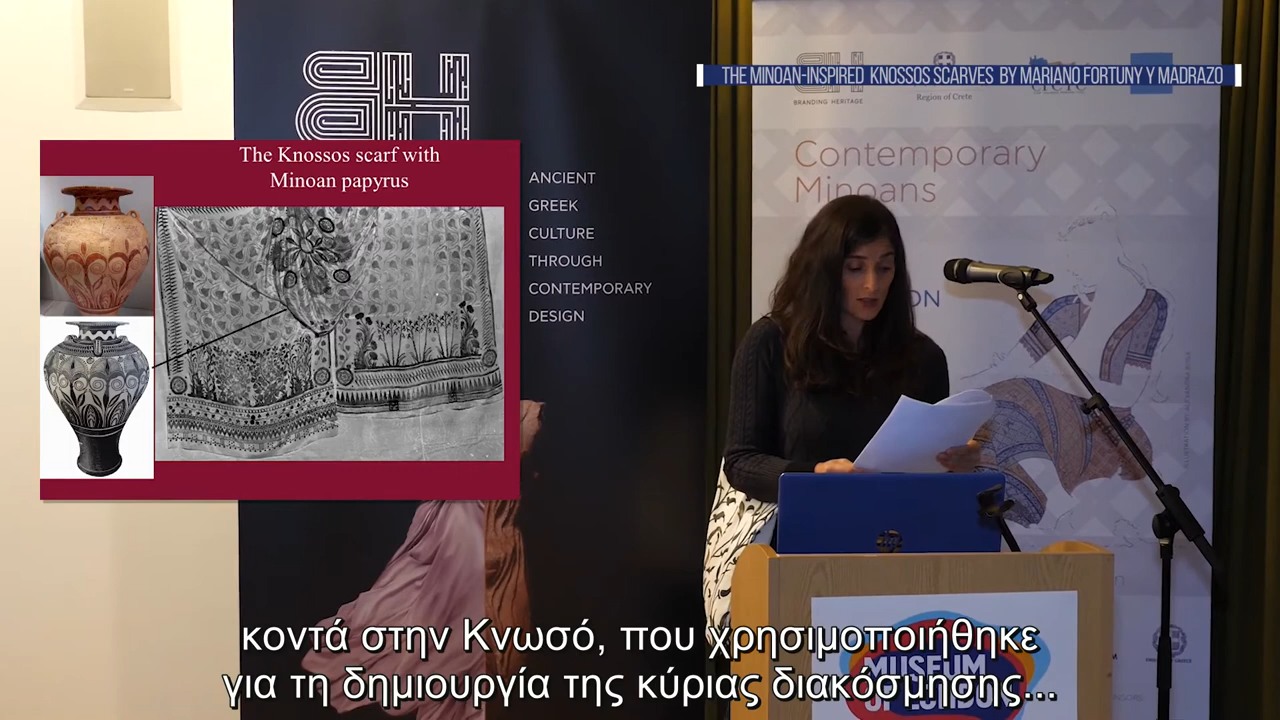 THE MINOAN-INSPIRED KNOSSOS SCARVES BY MARIANO FORTUNY Y MADRAZO
BRANDING HERITAGE
Region of Crete
Contemporary
Minoans
The Knossos scarf with
Minoan papyrus
ANCIENT
GREEK
CULTURE
THROUGH
CONTEMPORARY
DESIGN
κοντά στην Κνωσό, που χρησιμοποιήθηκε
για τη δημιουργία της κύριας διακόσμησης...
MUSEUM
OF LONDON